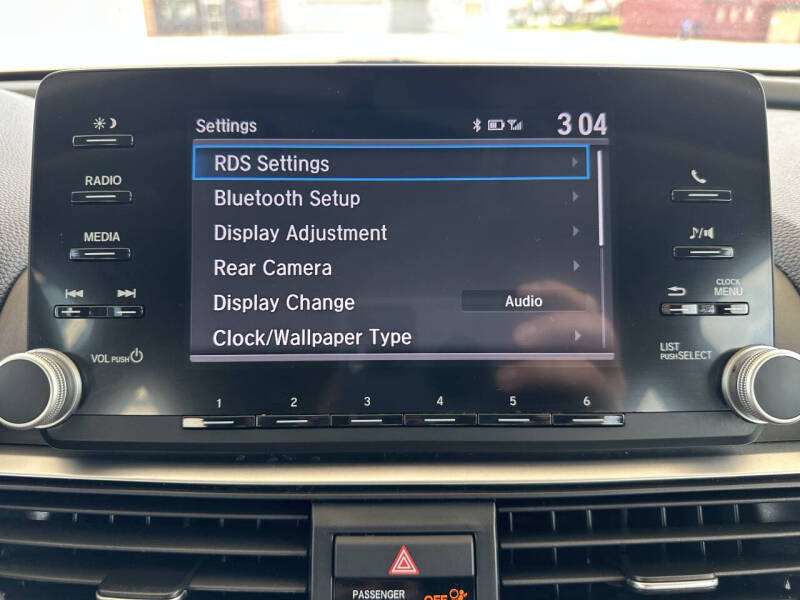 Settings 3 04
RDS Settings
RADIO
Bluetooth Setup
MEDIA
Display Adjustment
Rear Camera
CLOCK
MENU
Display Change Audio
Clock/Wallpaper Type
VOL PUSH
LIST
PUSH SELECT
1 2 3 4 5 6
PASSENGER
OFF